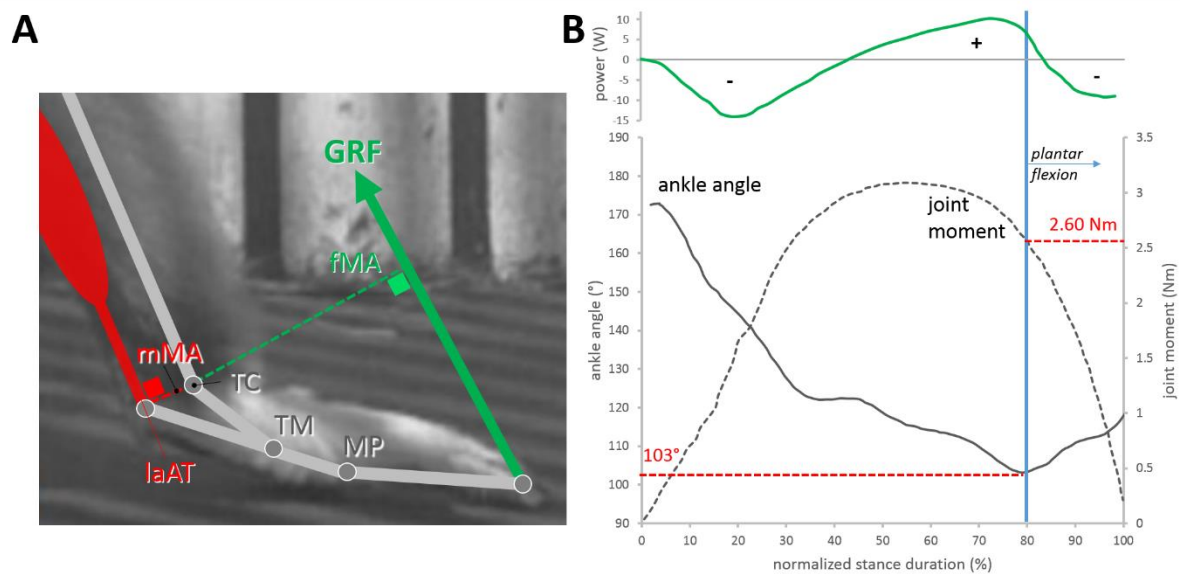 A
GRF
fMA
mMA
TC
TM
MP
laAT
B
power (W)
10
5
0
-5
-10
-15
-
+
-
ankle angle (°)
190
180
170
160
150
140
130
120
110
100
90
ankle angle
joint
moment
plantar
flexion
2.60 Nm
103°
3.5
3
2.5
2
1.5
1
0.5
0
joint moment (Nm)
0 10 20 30 40 50 60 70 80 90 100
normalized stance duration (%)